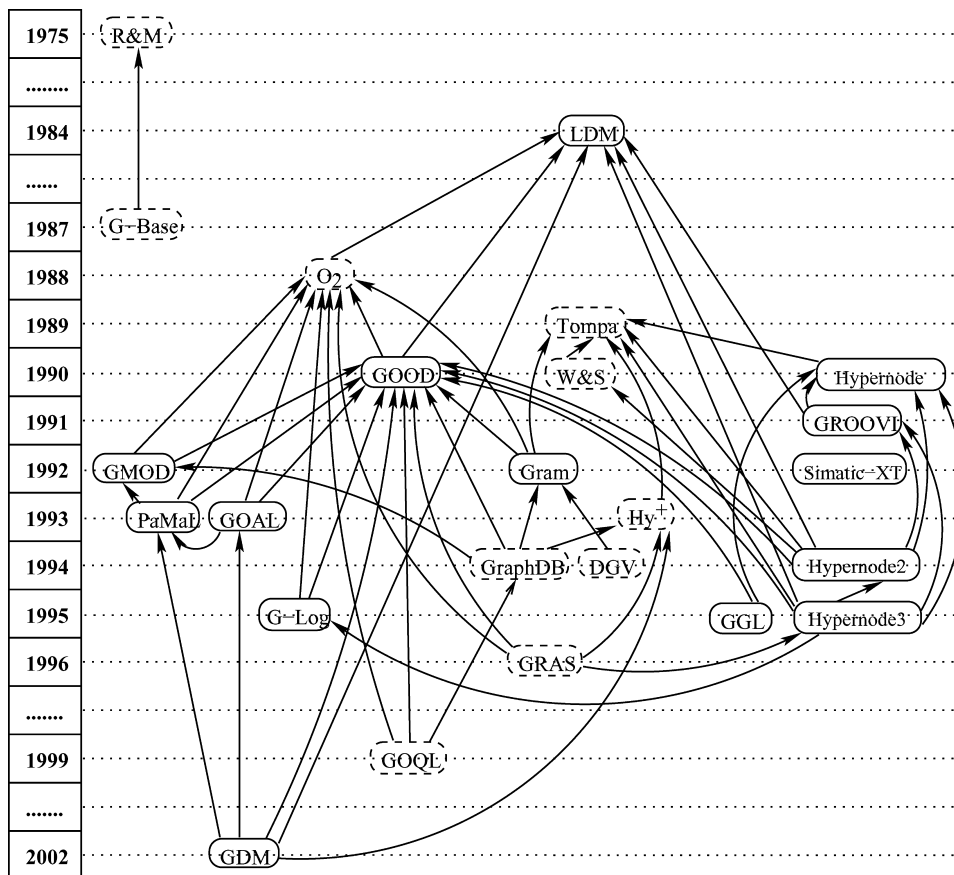 1975 R&M
........
1984 LDM
......
1987 G−Base
1988 O2
1989 Tompa
1990 GOOD W&S Hypernode
1991 GROOVY
1992 GMOD Gram Simatic−XT
1993 PaMaL GOAL Hy+
1994 GraphDB DGV Hypernode2
1995 G−Log GGL Hypernode3
1996 GRAS
.......
1999 GOQL
.......
2002 GDM